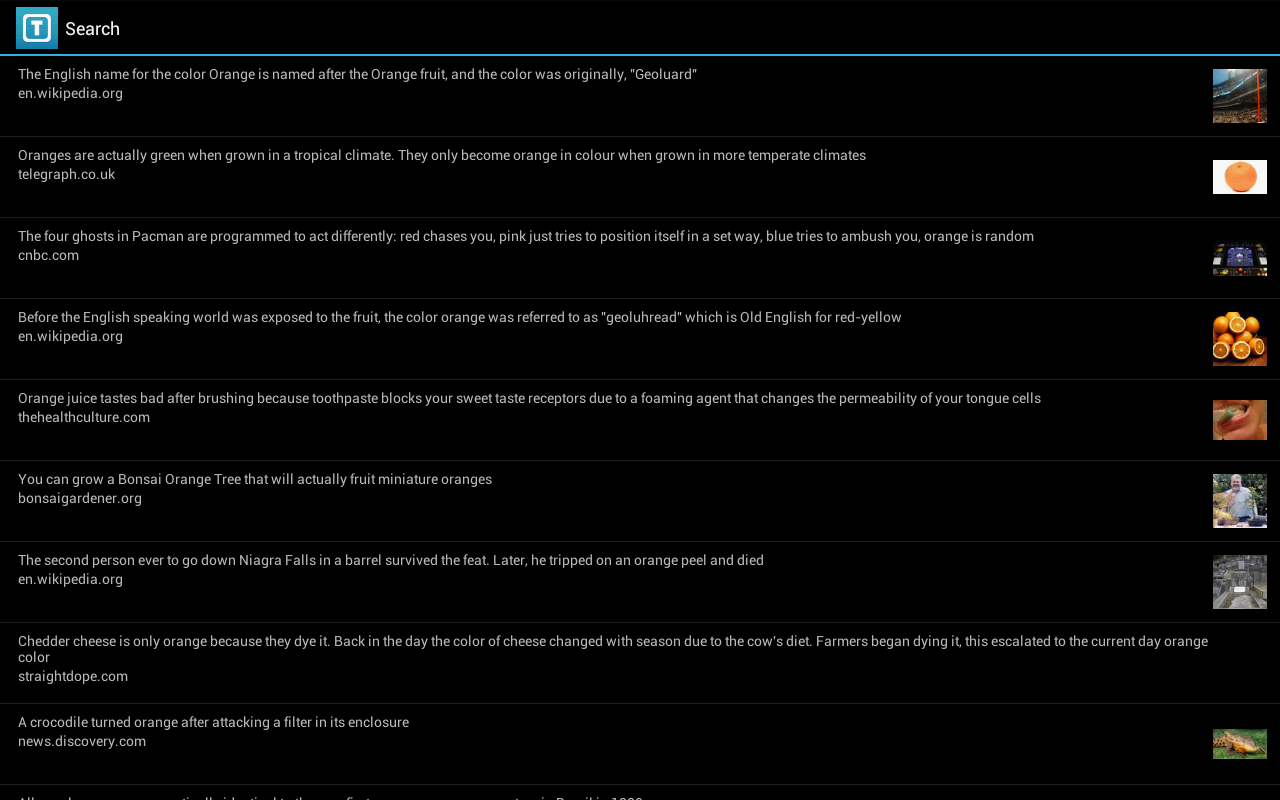 T
Search
The English name for the color Orange is named after the Orange fruit, and the color was originally, "Geoluard"
en.wikipedia.org
Oranges are actually green when grown in a tropical climate. They only become orange in colour when grown in more temperate climates
telegraph.co.uk
The four ghosts in Pacman are programmed to act differently: red chases you, pink just tries to position itself in a set way, blue tries to ambush you, orange is random
cnbc.com
Before the English speaking world was exposed to the fruit, the color orange was referred to as "geoluhread" which is Old English for red-yellow
en.wikipedia.org
Orange juice tastes bad after brushing because toothpaste blocks your sweet taste receptors due to a foaming agent that changes the permeability of your tongue cells
thehealthculture.com
You can grow a Bonsai Orange Tree that will actually fruit miniature oranges
bonsaigardener.org
The second person ever to go down Niagra Falls in a barrel survived the feat. Later, he tripped on an orange peel and died
en.wikipedia.org
Chedder cheese is only orange because they dye it. Back in the day the color of cheese changed with season due to the cow's diet. Farmers began dying it, this escalated to the current day orange
color
straightdope.com
A crocodile turned orange after attacking a filter in its enclosure
news.discovery.com